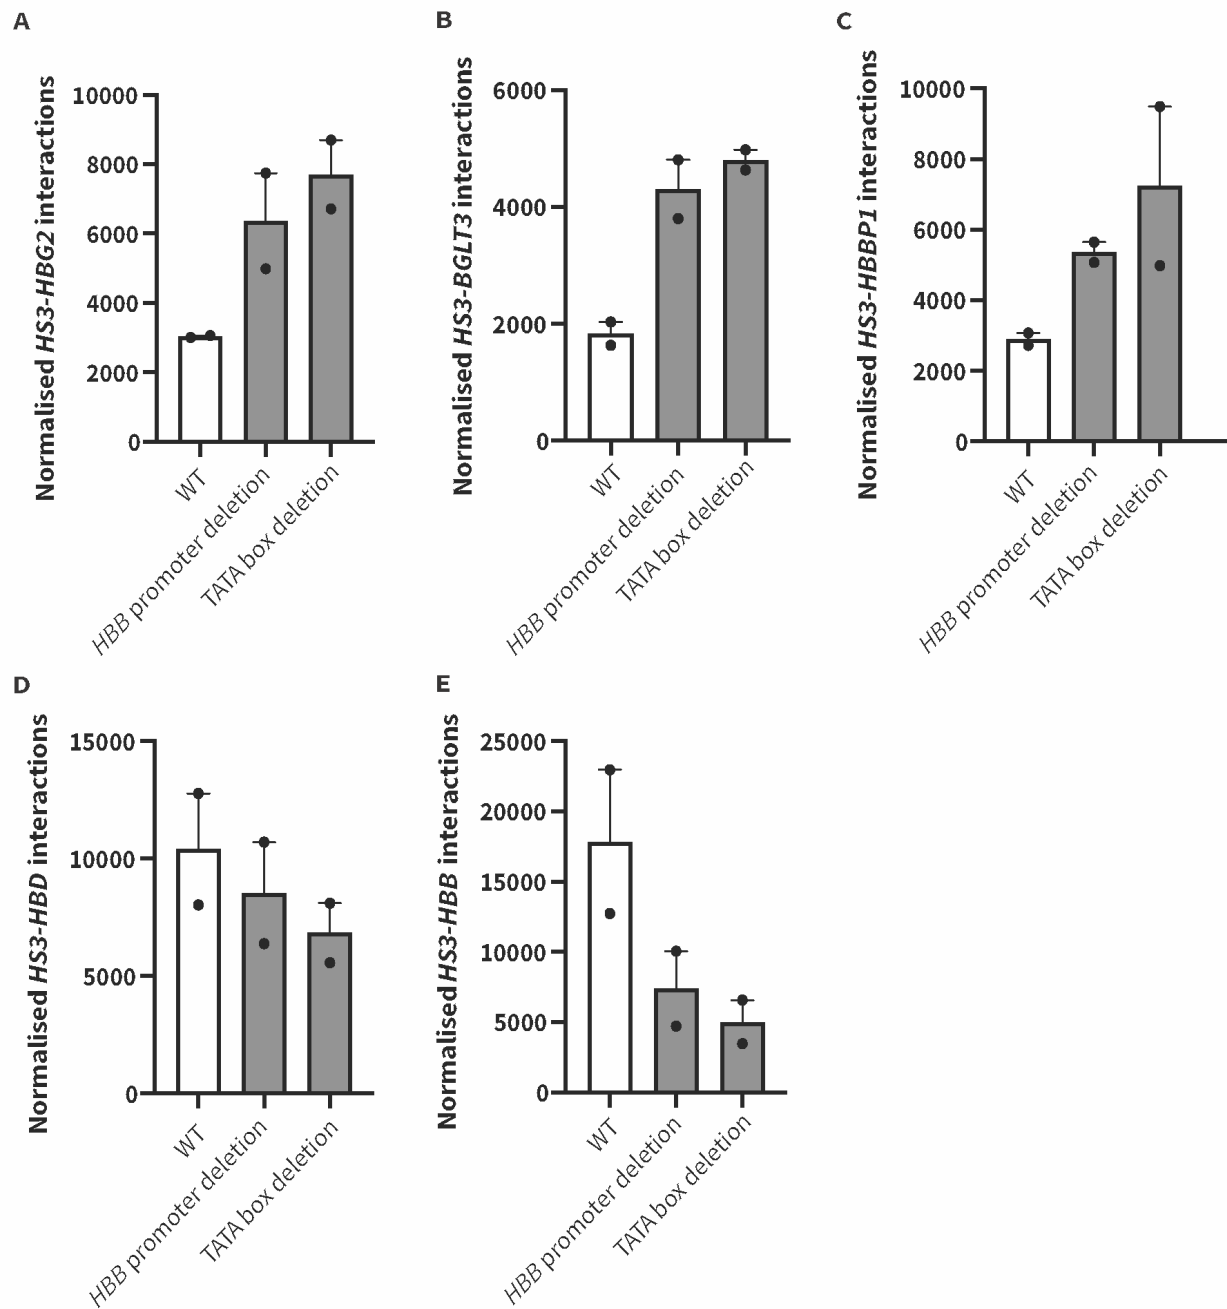 A
Normalised HS3-HBG2 interactions
10000
8000
6000
4000
2000
0
WT
HBB promoter deletion
TATA box deletion
B
Normalised HS3-BGLT3 interactions
6000
4000
2000
0
WT
HBB promoter deletion
TATA box deletion
C
Normalised HS3-HBBP1 interactions
10000
8000
6000
4000
2000
0
WT
HBB promoter deletion
TATA box deletion
D
Normalised HS3-HBD interactions
15000
10000
5000
0
WT
HBB promoter deletion
TATA box deletion
E
Normalised HS3-HBB interactions
25000
20000
15000
10000
5000
0
WT
HBB promoter deletion
TATA box deletion